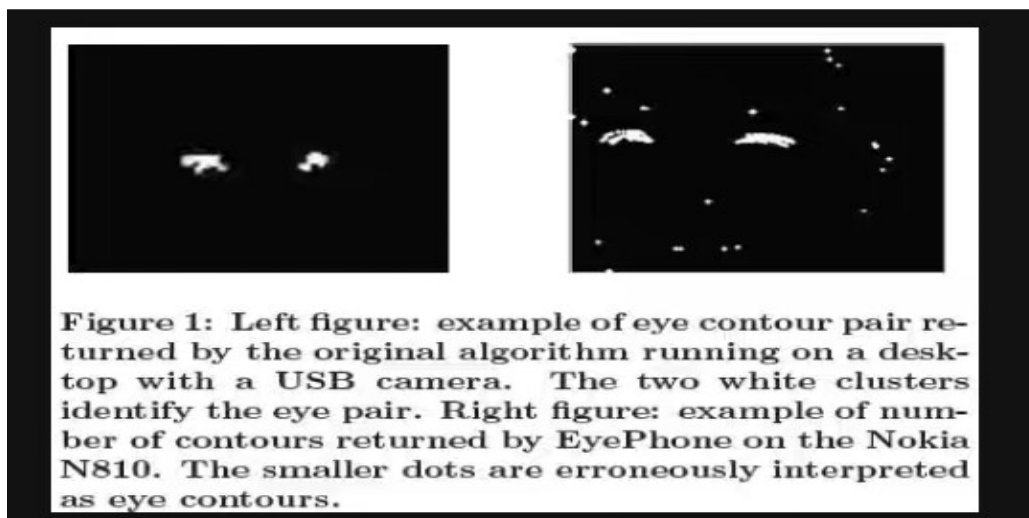 Figure 1: Left figure: example of eye contour pair re-
turned by the original algorithm running on a desk-
top with a USB camera. The two white clusters
identify the eye pair. Right figure: example of num-
ber of contours returned by EyePhone on the Nokia
N810. The smaller dots are erroneously interpreted
as eye contours.